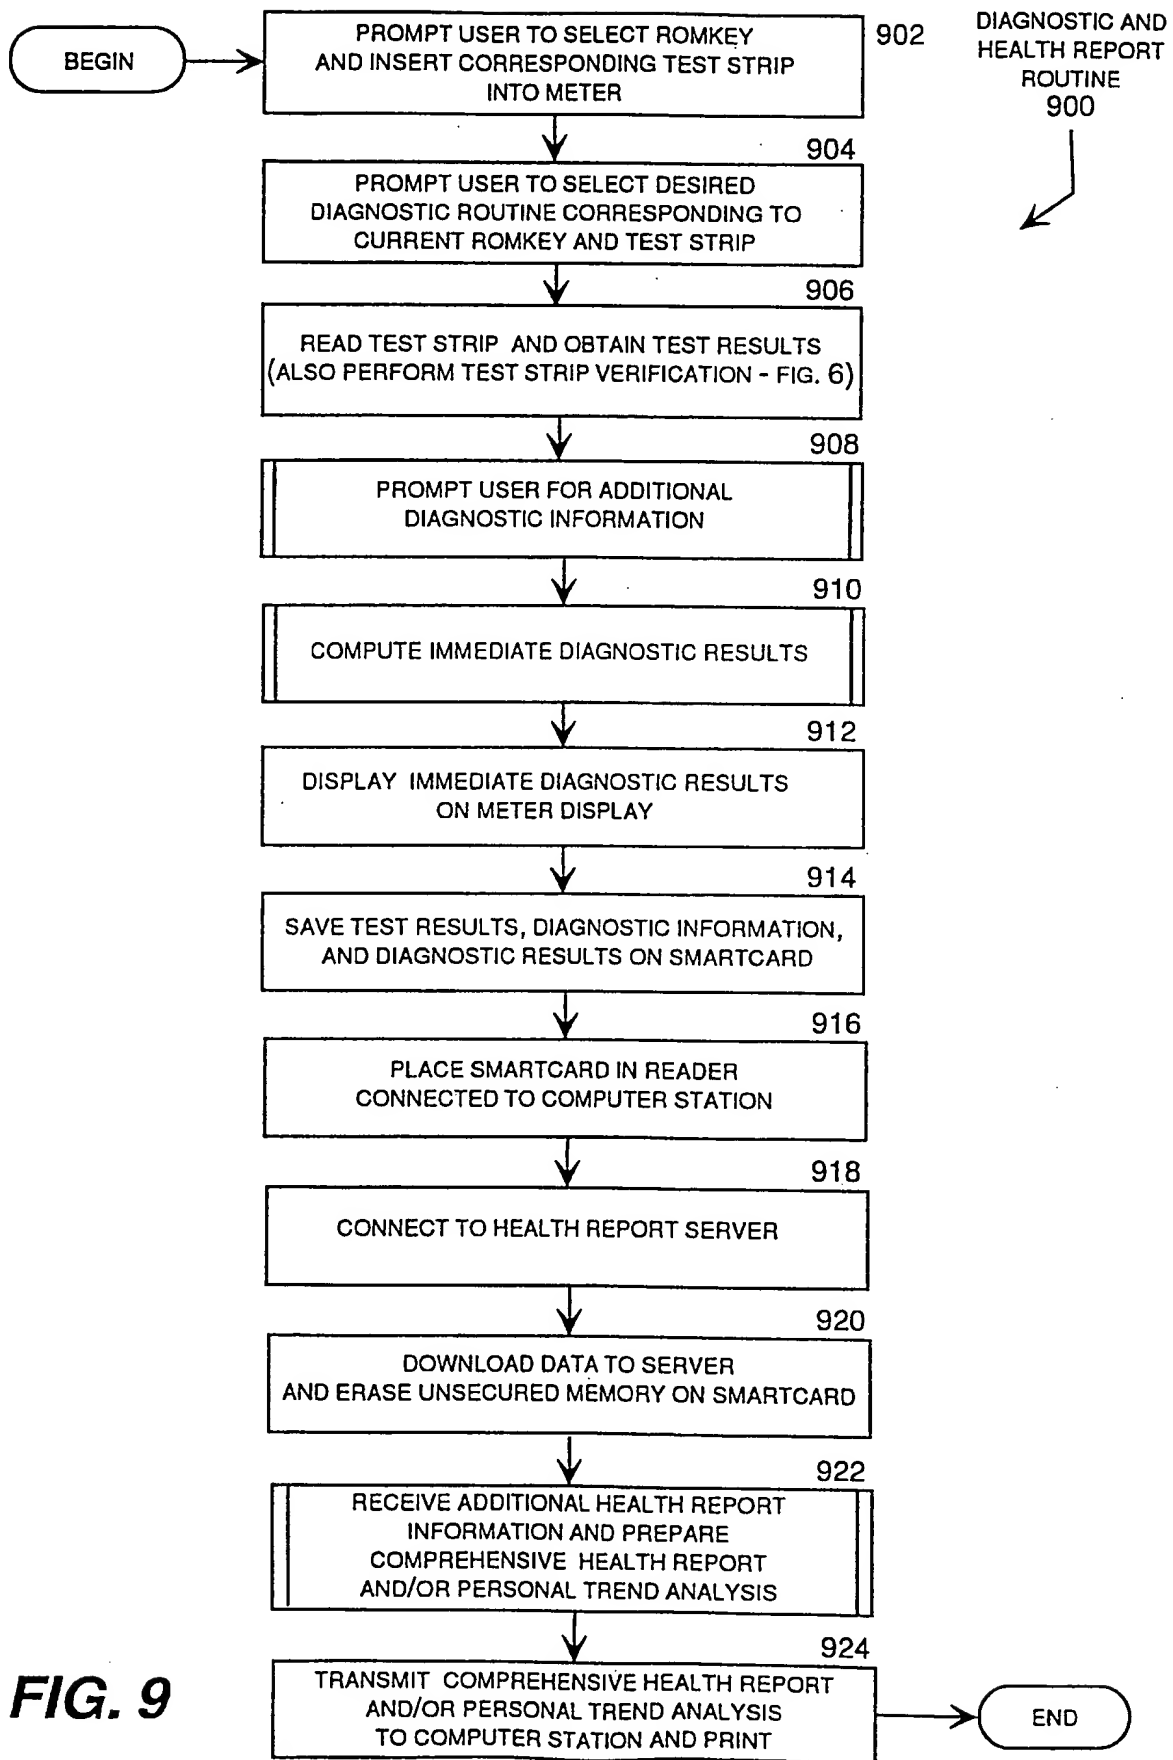 BEGIN
PROMPT USER TO SELECT ROMKEY
AND INSERT CORRESPONDING TEST STRIP
INTO METER
902
DIAGNOSTIC AND
HEALTH REPORT
ROUTINE
900
904
PROMPT USER TO SELECT DESIRED
DIAGNOSTIC ROUTINE CORRESPONDING TO
CURRENT ROMKEY AND TEST STRIP
906
READ TEST STRIP AND OBTAIN TEST RESULTS
(ALSO PERFORM TEST STRIP VERIFICATION - FIG. 6)
908
PROMPT USER FOR ADDITIONAL
DIAGNOSTIC INFORMATION
910
COMPUTE IMMEDIATE DIAGNOSTIC RESULTS
912
DISPLAY IMMEDIATE DIAGNOSTIC RESULTS
ON METER DISPLAY
914
SAVE TEST RESULTS, DIAGNOSTIC INFORMATION,
AND DIAGNOSTIC RESULTS ON SMARTCARD
916
PLACE SMARTCARD IN READER
CONNECTED TO COMPUTER STATION
918
CONNECT TO HEALTH REPORT SERVER
920
DOWNLOAD DATA TO SERVER
AND ERASE UNSECURED MEMORY ON SMARTCARD
922
RECEIVE ADDITIONAL HEALTH REPORT
INFORMATION AND PREPARE
COMPREHENSIVE HEALTH REPORT
AND/OR PERSONAL TREND ANALYSIS
924
TRANSMIT COMPREHENSIVE HEALTH REPORT
AND/OR PERSONAL TREND ANALYSIS
TO COMPUTER STATION AND PRINT
END
FIG. 9